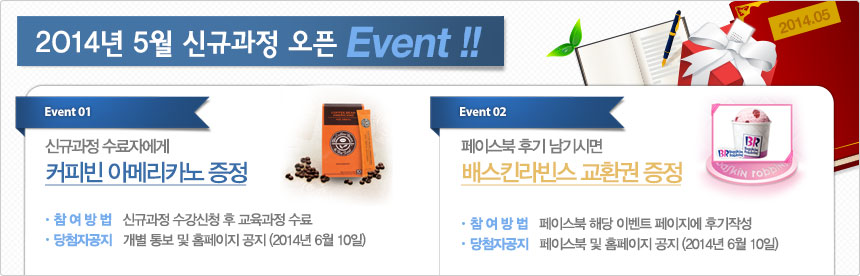 2014년 5월 신규과정 오픈 Event !!
2014.05
Event 01
신규과정 수료자에게
커피빈 아메리카노 증정
· 참 여 방 법 신규과정 수강신청 후 교육과정 수료
· 당첨자공지 개별 통보 및 홈페이지 공지 (2014년 6월 10일)
Event 02
페이스북 후기 남기시면
배스킨라빈스 교환권 증정
BR
baskin robbins
· 참 여 방 법 페이스북 해당 이벤트 페이지에 후기작성
· 당첨자공지 페이스북 및 홈페이지 공지 (2014년 6월 10일)